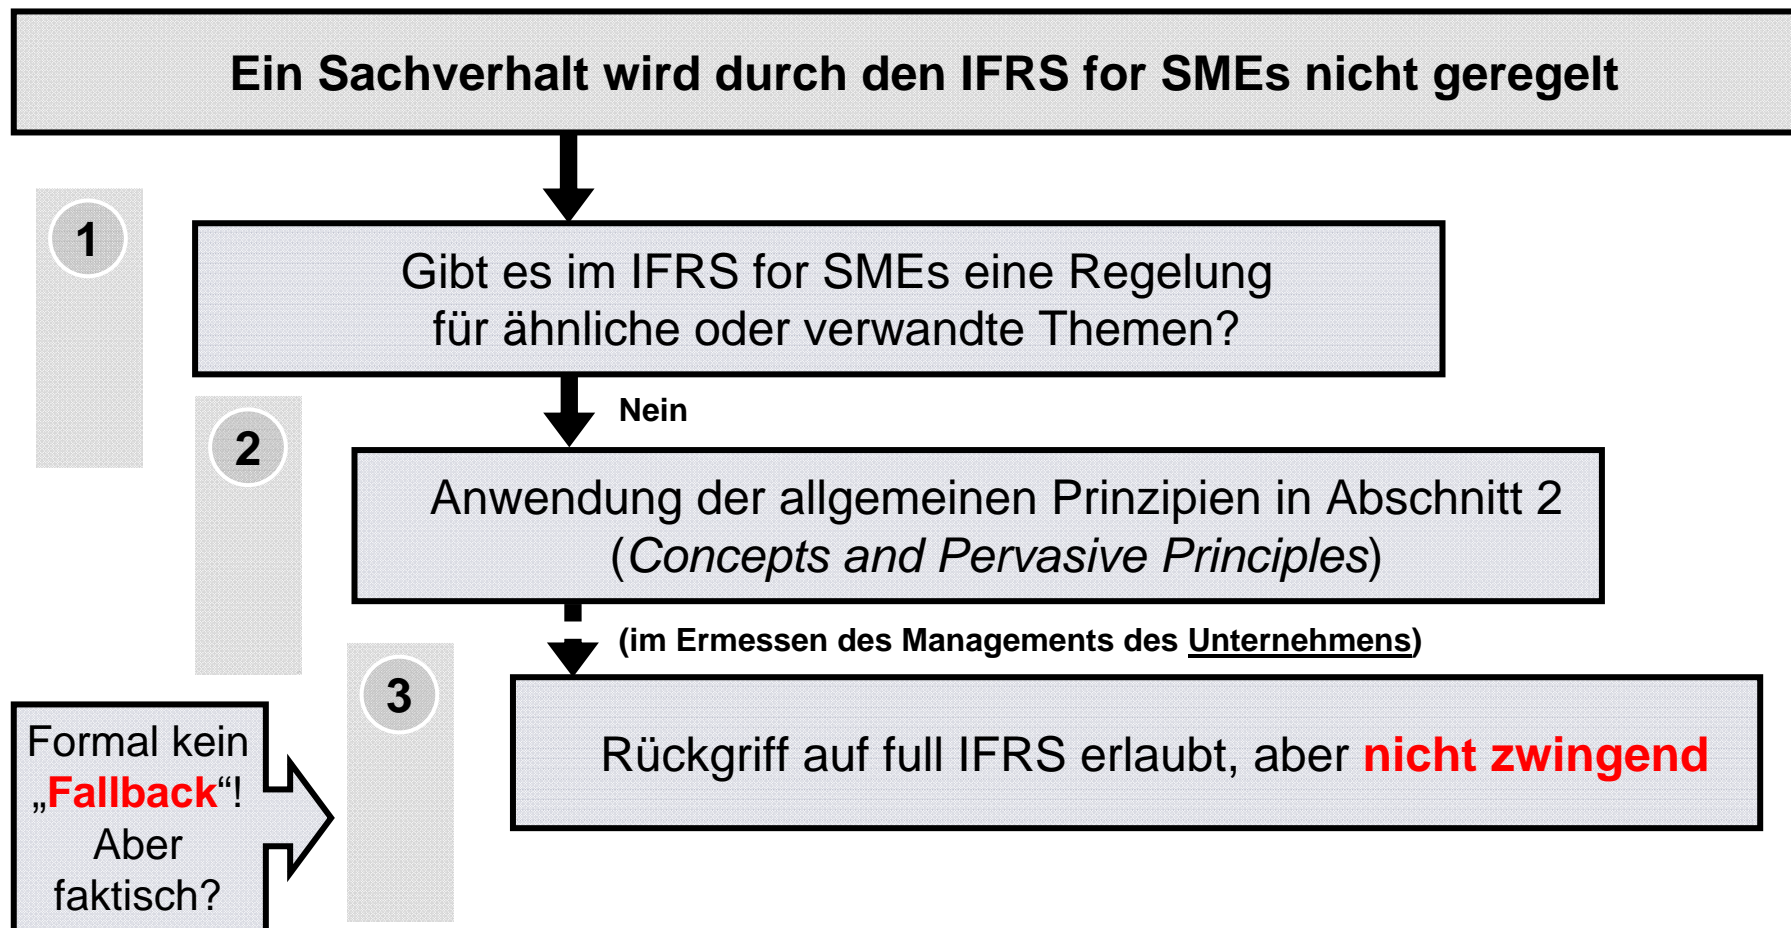 Ein Sachverhalt wird durch den IFRS for SMEs nicht geregelt
1
Gibt es im IFRS for SMEs eine Regelung
für ähnliche oder verwandte Themen?
Nein
2
Anwendung der allgemeinen Prinzipien in Abschnitt 2
(Concepts and Pervasive Principles)
(im Ermessen des Managements des Unternehmens)
3
Rückgriff auf full IFRS erlaubt, aber nicht zwingend
Formal kein
„Fallback“!
Aber
faktisch?